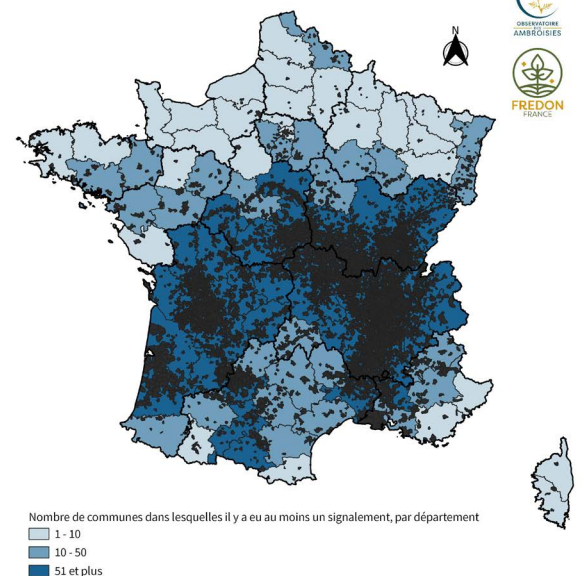 OBSERVATOIRE
DES
AMBROISIES
N
FREDON
FRANCE
Nombre de communes dans lesquelles il y a eu au moins un signalement, par département
1 - 10
10 - 50
51 et plus